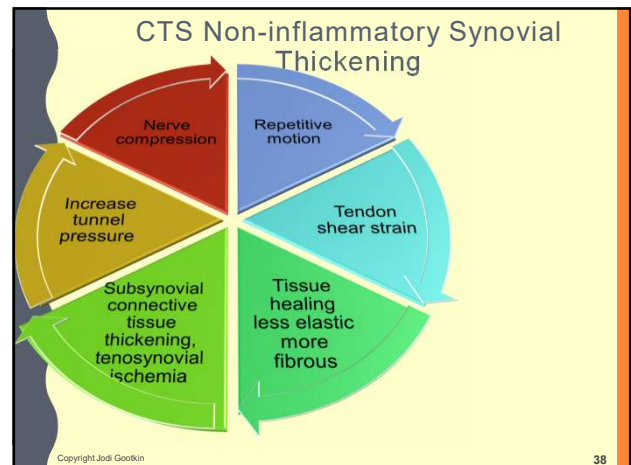 CTS Non-inflammatory Synovial
Thickening
Repetitive
motion
Tendon
shear strain
Tissue
healing
less elastic
more
fibrous
Subsynovial
connective
tissue
thickening,
tenosynovial
ischemia
Increase
tunnel
pressure
Nerve
compression
Copyright Jodi Gootkin
38